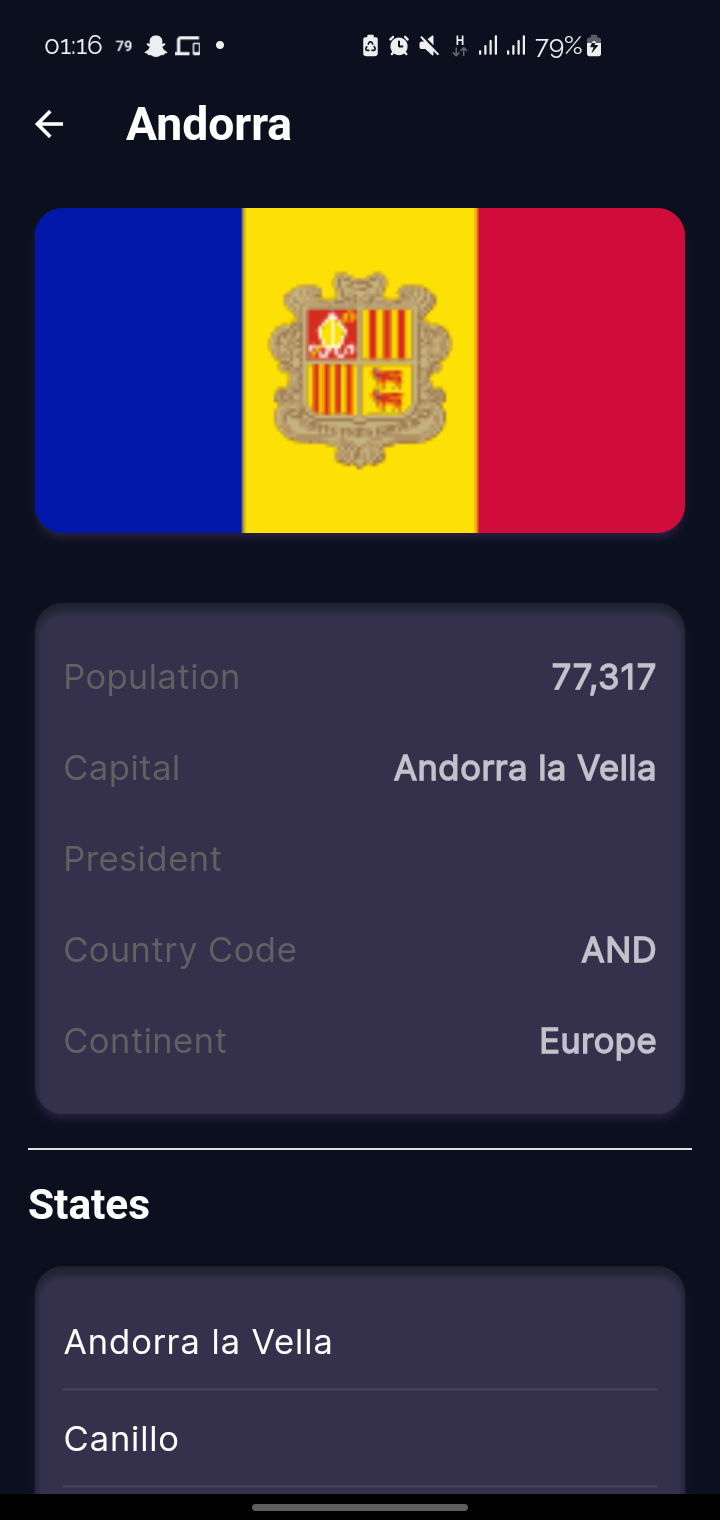 01:16 79 H 79%
Andorra
Population 77,317
Capital Andorra la Vella
President
Country Code AND
Continent Europe
States
Andorra la Vella
Canillo